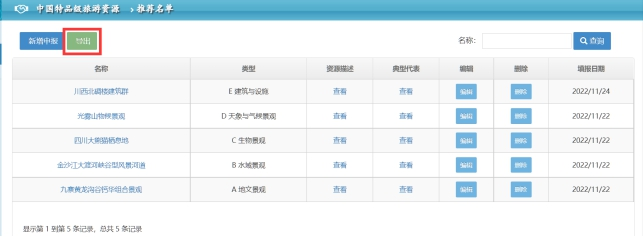 中国特品级旅游资源 › 推荐名单
新增申报 导出 名称: 查询
名称 类型 资源描述 典型代表 编辑 删除 填报日期
川西北碉楼建筑群 E 建筑与设施 查看 查看 编辑 删除 2022/11/24
光雾山物候景观 D 天象与气候景观 查看 查看 编辑 删除 2022/11/22
四川大熊猫栖息地 C 生物景观 查看 查看 编辑 删除 2022/11/22
金沙江大渡河峡谷型风景河道 B 水域景观 查看 查看 编辑 删除 2022/11/22
九寨黄龙沟谷钙华组合景观 A 地文景观 查看 查看 编辑 删除 2022/11/22
显示第 1 到第 5 条记录，总共 5 条记录